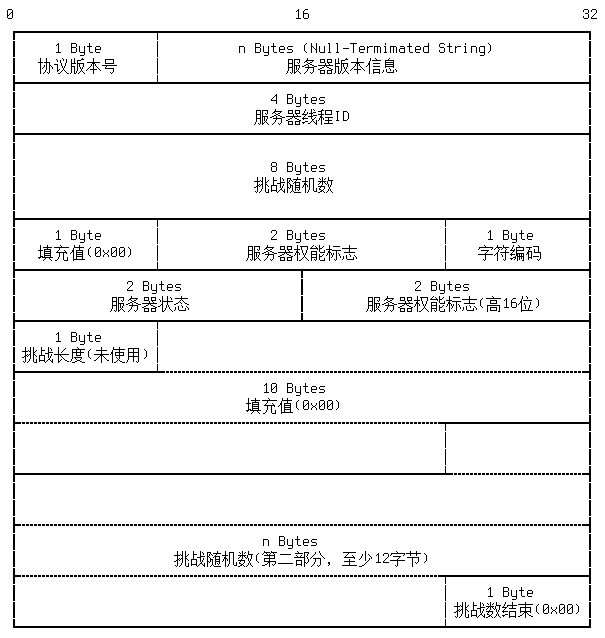 0 16 32
1 Byte n Bytes (Null-Termimated String)
协议版本号 服务器版本信息
4 Bytes
服务器线程ID
8 Bytes
挑战随机数
1 Byte 2 Bytes 1 Byte
填充值(0x00) 服务器权能标志 字符编码
2 Bytes 2 Bytes
服务器状态 服务器权能标志(高16位)
1 Byte
挑战长度(未使用)
10 Bytes
填充值(0x00)
n Bytes
挑战随机数(第二部分，至少12字节)
1 Byte
挑战数结束(0x00)